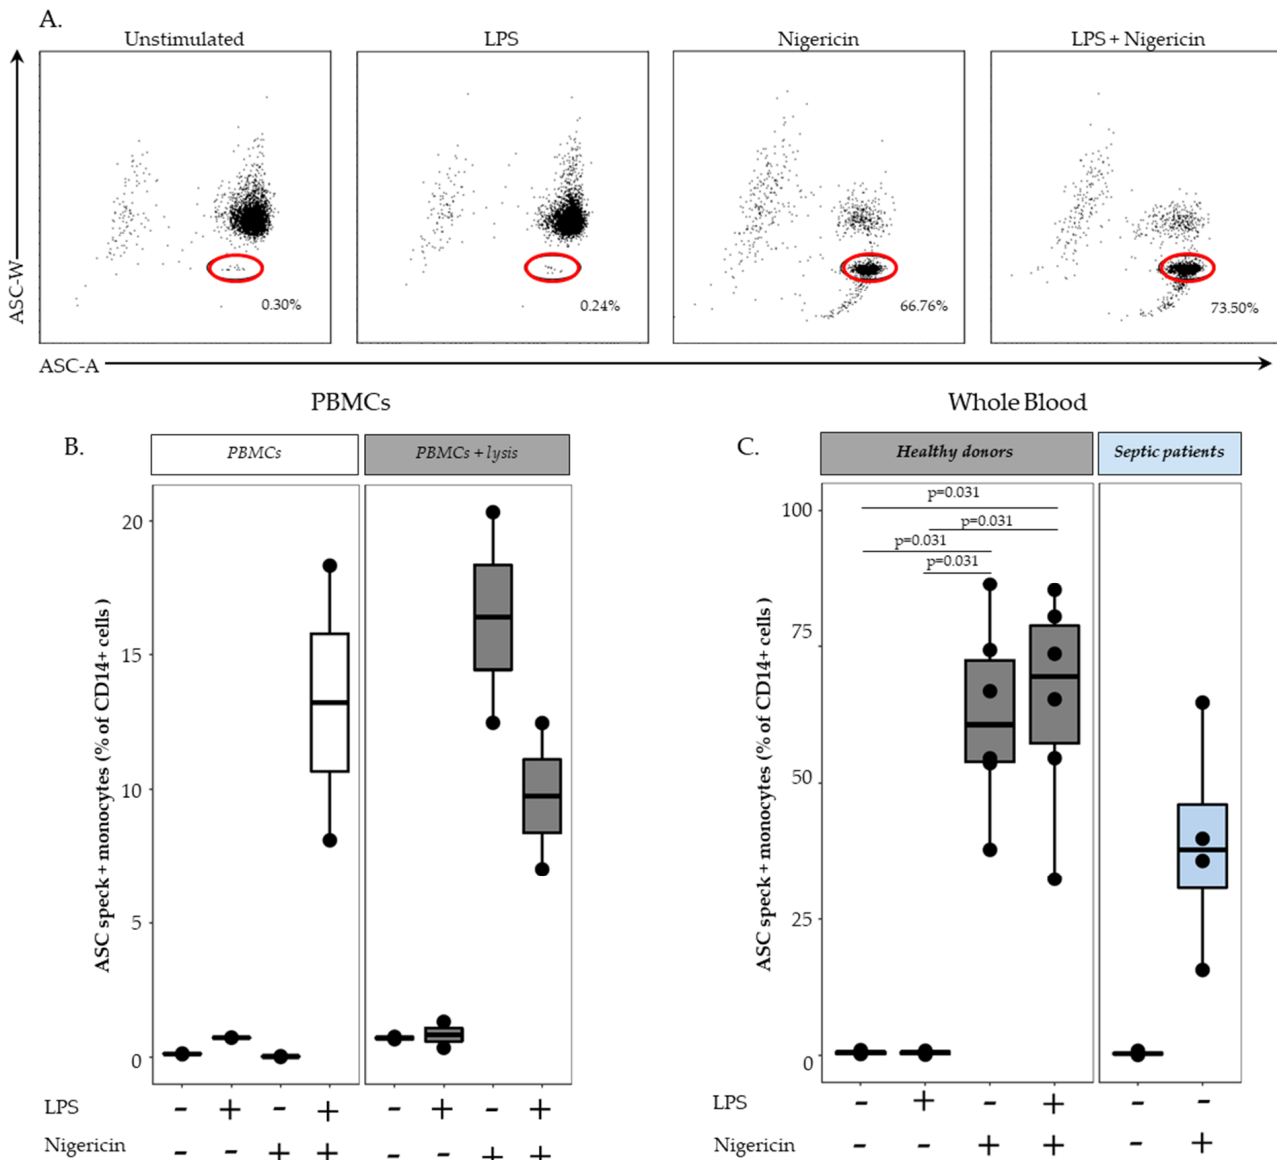 A.
Unstimulated LPS Nigericin LPS + Nigericin
ASC-W
0.30% 0.24% 66.76% 73.50%
ASC-A
PBMCs Whole Blood
B.
PBMCs PBMCs + lysis
ASC speck + monocytes (% of CD14+ cells )
20
15
10
5
0
LPS - + - + - + - +
Nigericin - - + + - - + +
C.
Healthy donors Septic patients
ASC speck + monocytes (% of CD14+ cells )
100
75
50
25
0
p=0.031
p=0.031
p=0.031
p=0.031
LPS - + - + - -
Nigericin - - + + - +